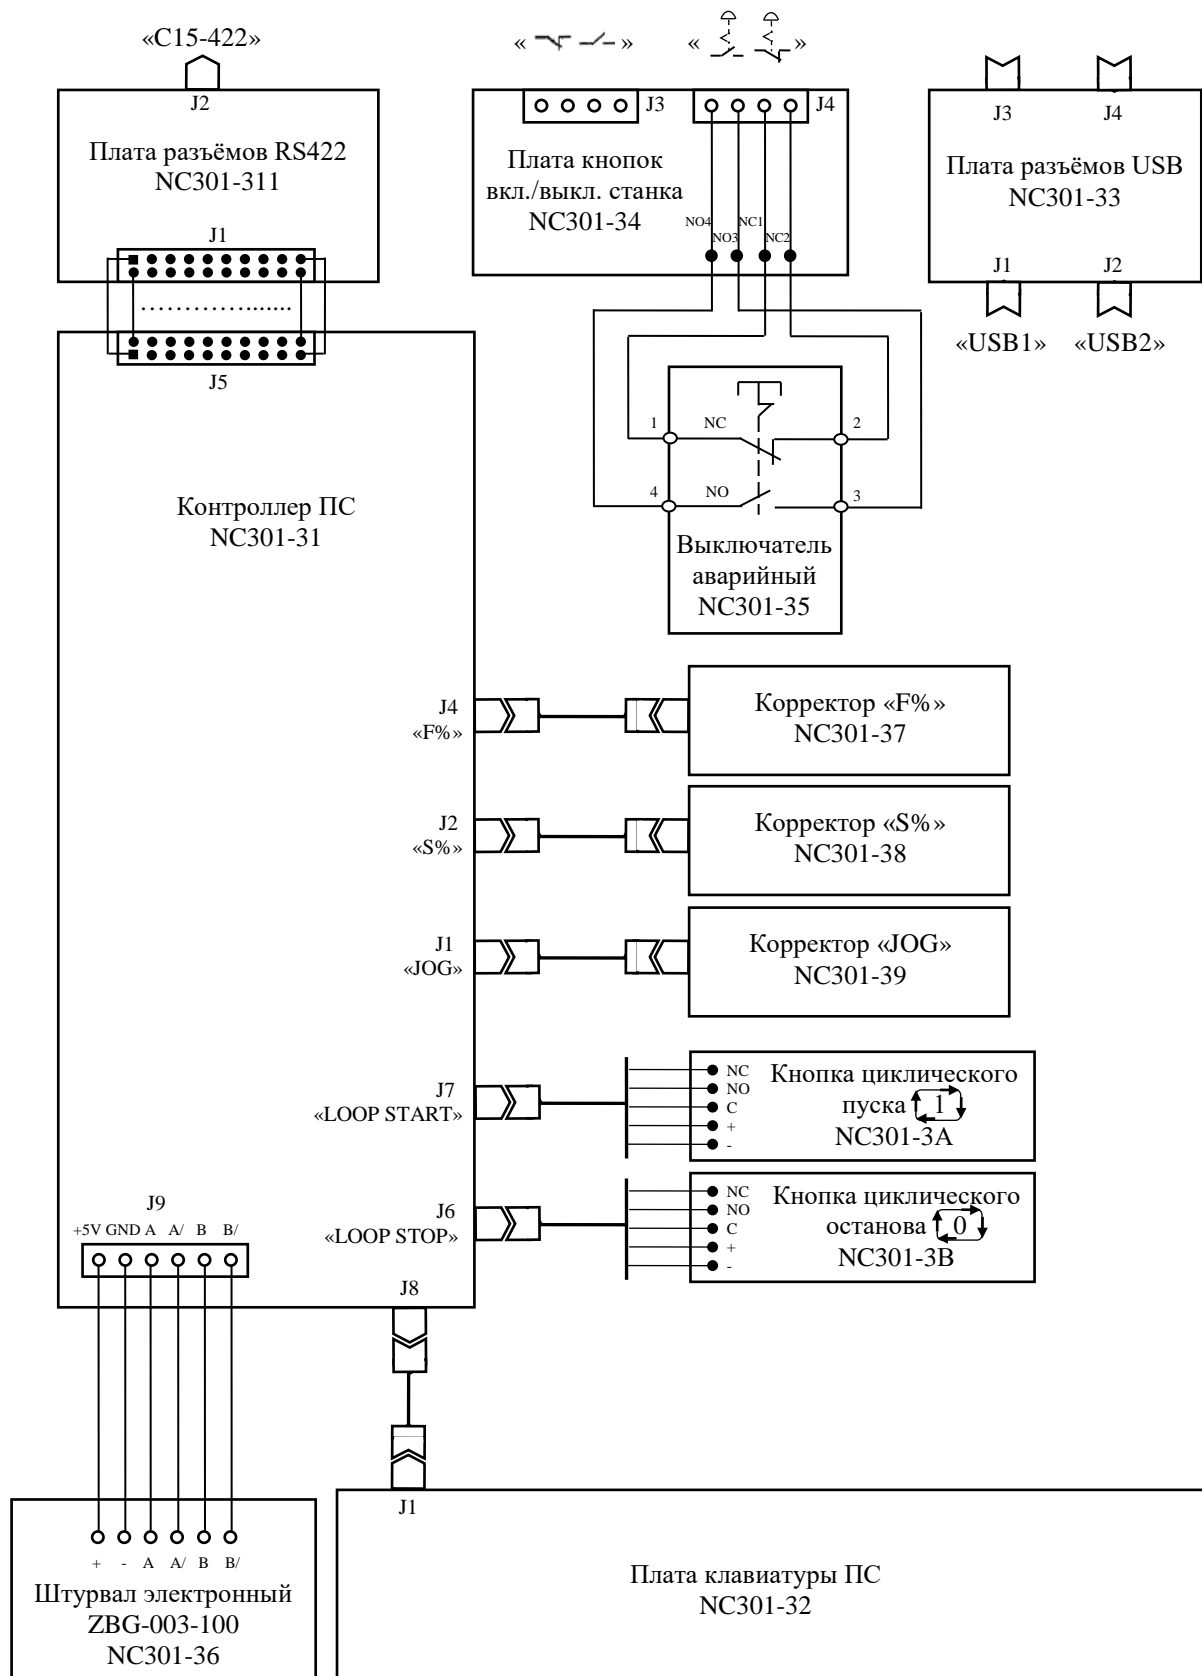 «C15-422»
J2
Плата разъёмов RS422
NC301-311
J1
J5
« »
« »
J3
J4
Плата кнопок
вкл./выкл. станка
NC301-34
NO4
NO3
NC1
NC2
J3
J4
Плата разъёмов USB
NC301-33
J1
J2
«USB1»
«USB2»
1
NC
2
4
NO
3
Выключатель
аварийный
NC301-35
Контроллер ПС
NC301-31
J4
«F%»
Корректор «F%»
NC301-37
J2
«S%»
Корректор «S%»
NC301-38
J1
«JOG»
Корректор «JOG»
NC301-39
J7
«LOOP START»
NC
NO
C
+
-
Кнопка циклического
пуска 1
NC301-3A
J6
«LOOP STOP»
NC
NO
C
+
-
Кнопка циклического
останова 0
NC301-3B
J9
+5V GND A A/ B B/
J8
+ - A A/ B B/
Штурвал электронный
ZBG-003-100
NC301-36
J1
Плата клавиатуры ПС
NC301-32